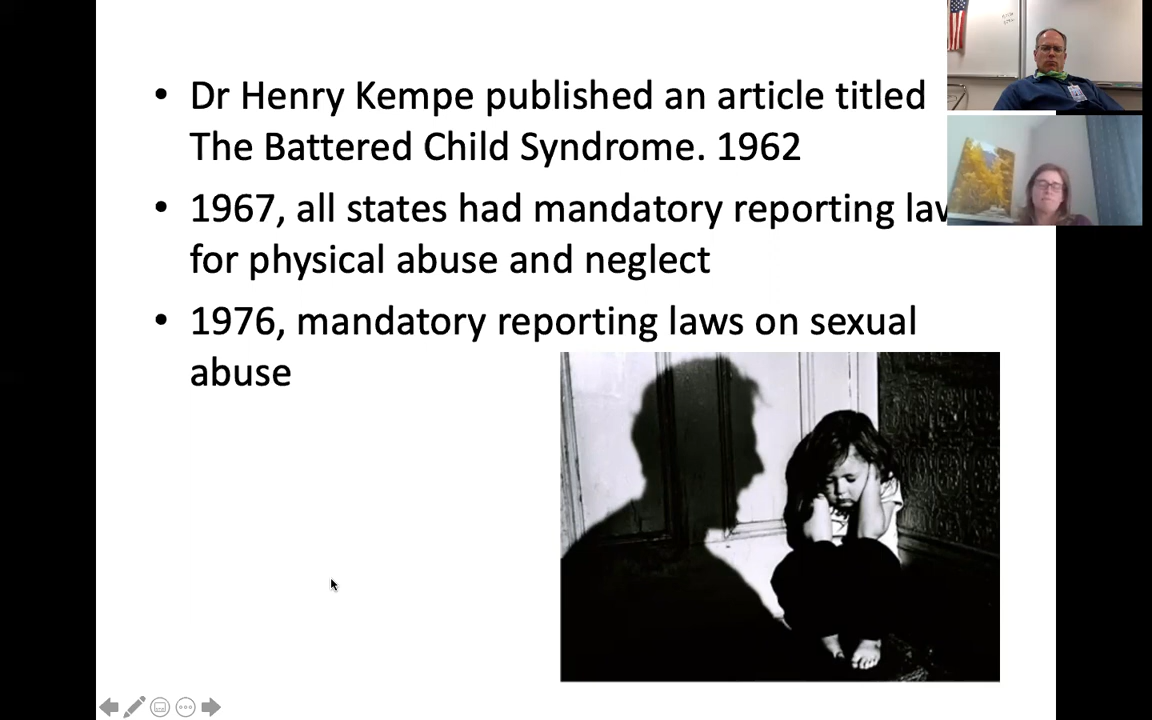 • Dr Henry Kempe published an article titled
The Battered Child Syndrome. 1962
• 1967, all states had mandatory reporting
for physical abuse and neglect
• 1976, mandatory reporting laws on sexual
abuse